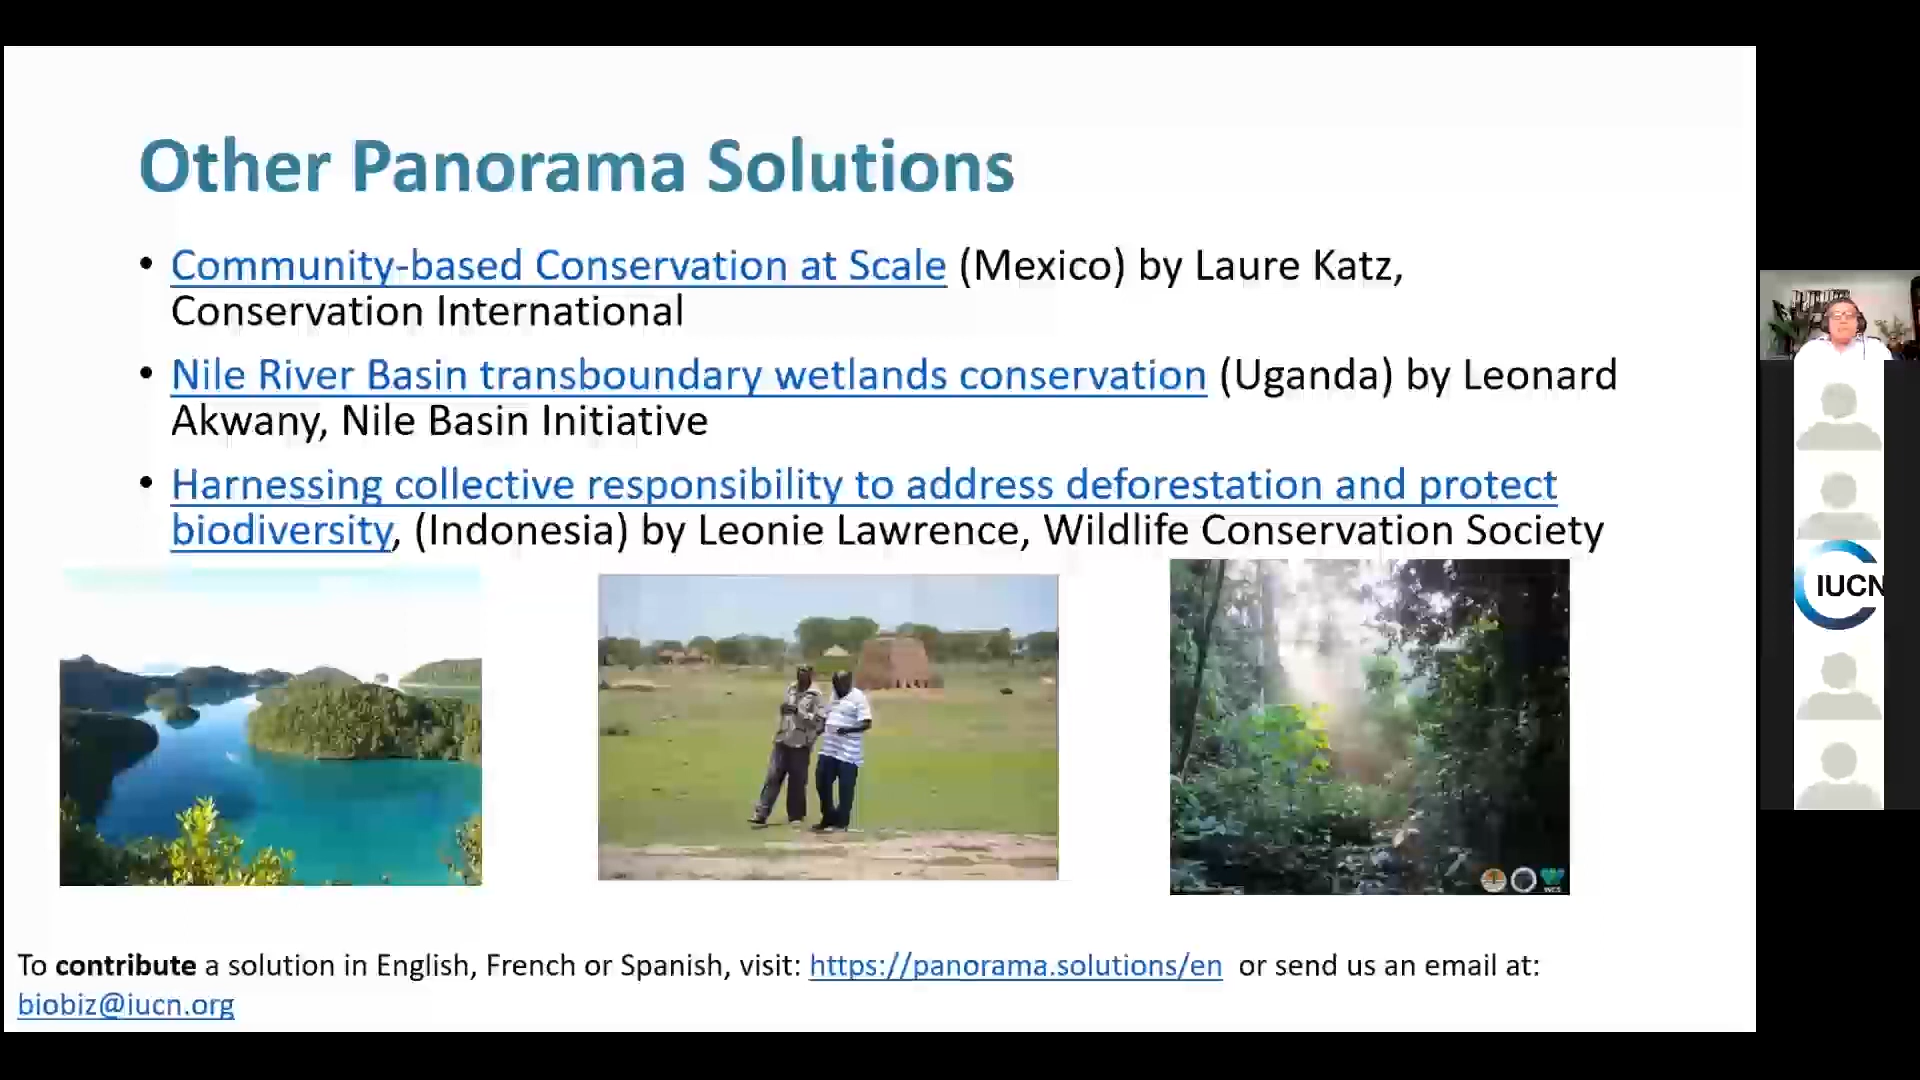 Other Panorama Solutions
• Community-based Conservation at Scale (Mexico) by Laure Katz,
Conservation International
• Nile River Basin transboundary wetlands conservation (Uganda) by Leonard
Akwany, Nile Basin Initiative
• Harnessing collective responsibility to address deforestation and protect
biodiversity, (Indonesia) by Leonie Lawrence, Wildlife Conservation Society
IUCN
WCS
To contribute a solution in English, French or Spanish, visit: https://panorama.solutions/en or send us an email at:
biobiz@iucn.org